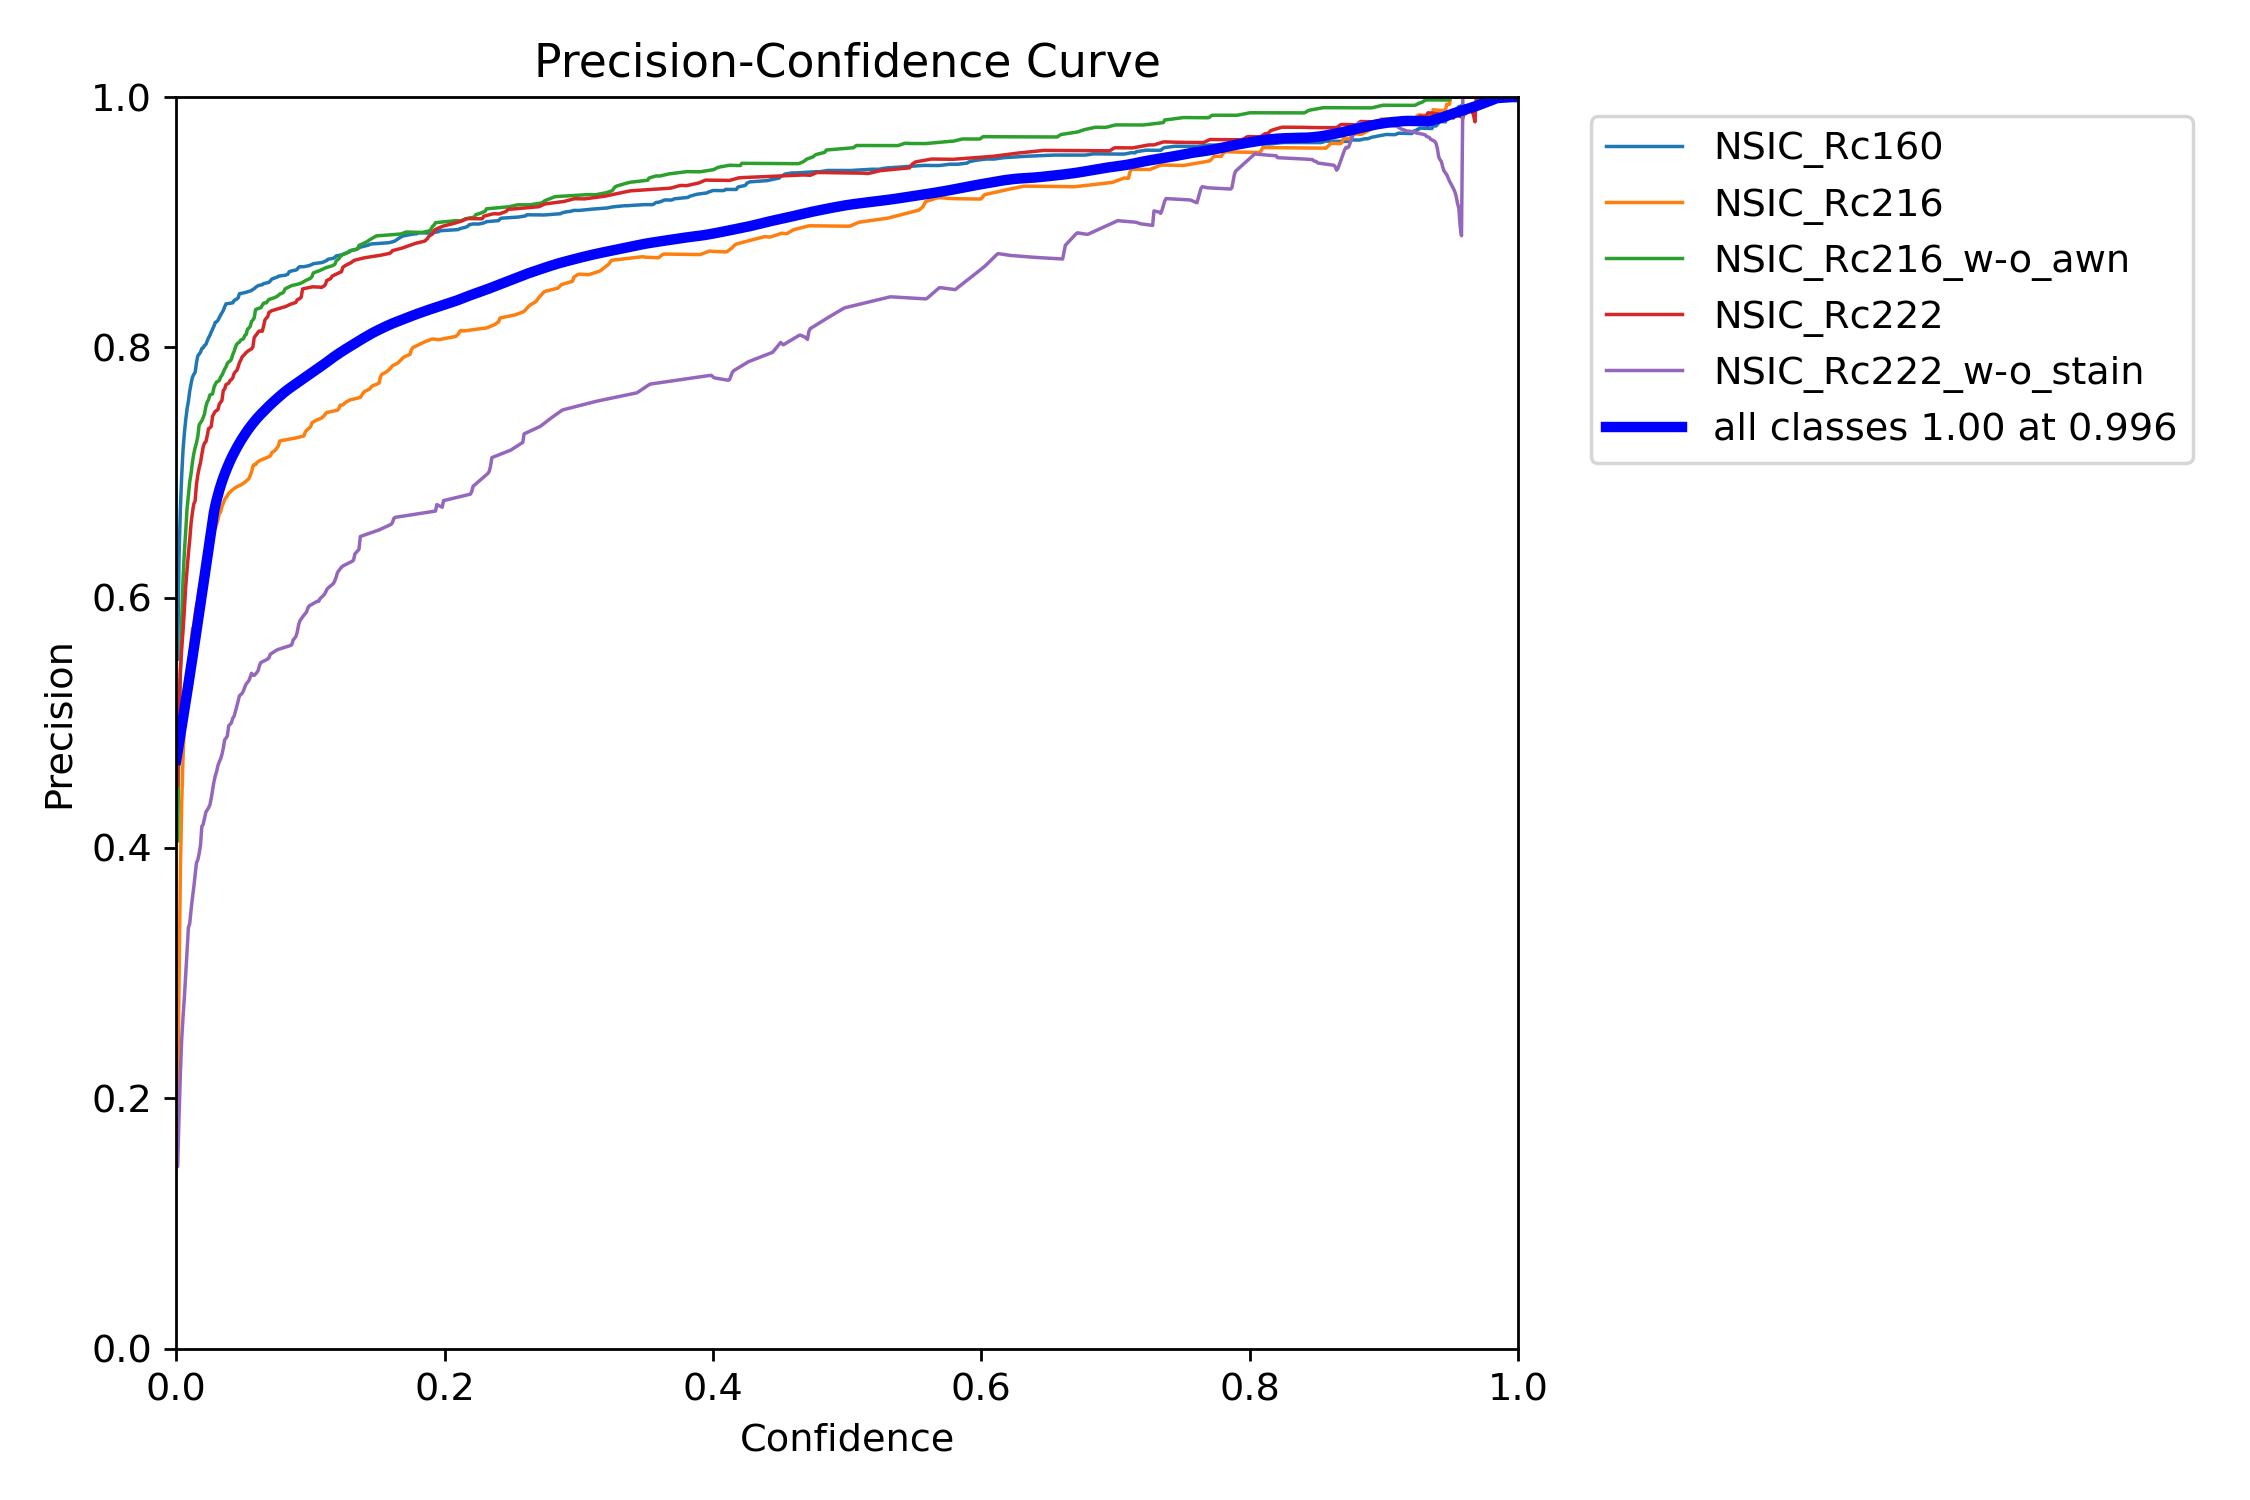 Precision-Confidence Curve
1.0
0.8
0.6
0.4
0.2
0.0
Precision
0.0 0.2 0.4 0.6 0.8 1.0
Confidence
NSIC_Rc160
NSIC_Rc216
NSIC_Rc216_w-o_awn
NSIC_Rc222
NSIC_Rc222_w-o_stain
all classes 1.00 at 0.996